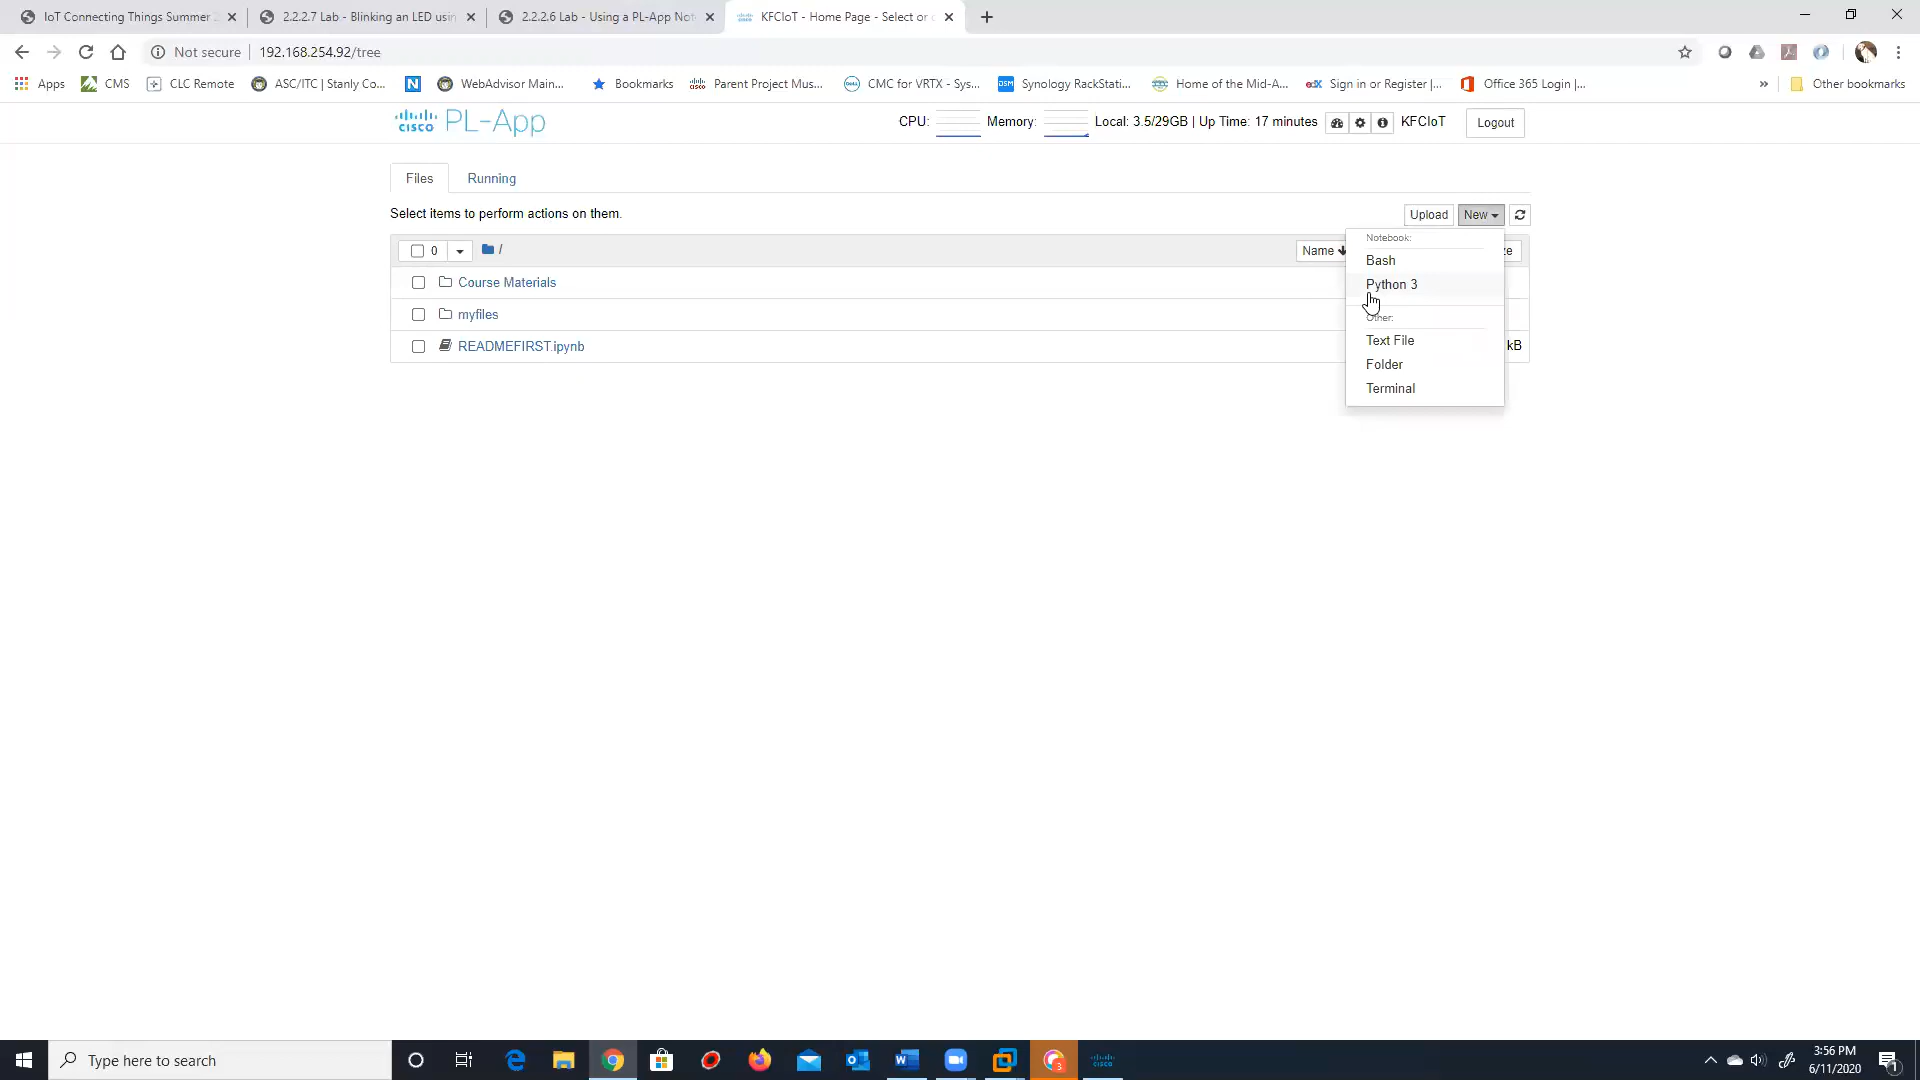 IoT Connecting Things Summer
2.2.2.7 Lab - Blinking an LED usin
2.2.2.6 Lab - Using a PL-App Not
KFCIoT - Home Page - Select or
Not secure
192.168.254.92/tree
Apps
CMS
CLC Remote
ASC/ITC | Stanly Co...
WebAdvisor Main...
Bookmarks
Parent Project Mus...
CMC for VRTX - Sys...
Synology RackStati...
Home of the Mid-A...
Sign in or Register |...
Office 365 Login |...
»
Other bookmarks
cisco PL-App
CPU:
Memory:
Local: 3.5/29GB | Up Time: 17 minutes
KFCIoT
Logout
Files
Running
Select items to perform actions on them.
Upload
New
0
/
Name
ze
Notebook:
Bash
Python 3
Other:
Text File
Folder
Terminal
Course Materials
myfiles
READMEFIRST.ipynb
kB
Type here to search
3:56 PM
6/11/2020